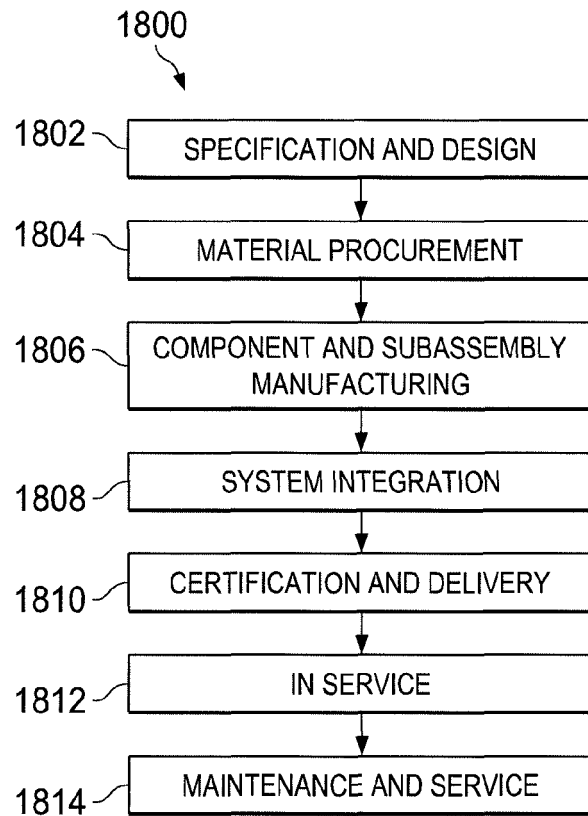 1800
1802
SPECIFICATION AND DESIGN
1804
MATERIAL PROCUREMENT
1806
COMPONENT AND SUBASSEMBLY
MANUFACTURING
1808
SYSTEM INTEGRATION
1810
CERTIFICATION AND DELIVERY
1812
IN SERVICE
1814
MAINTENANCE AND SERVICE